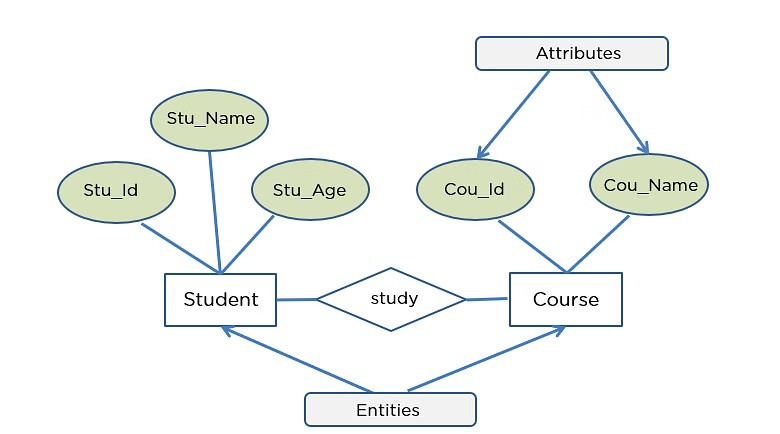 Attributes
Stu_Name
Stu_Id
Stu_Age
Cou_Id
Cou_Name
Student
study
Course
Entities